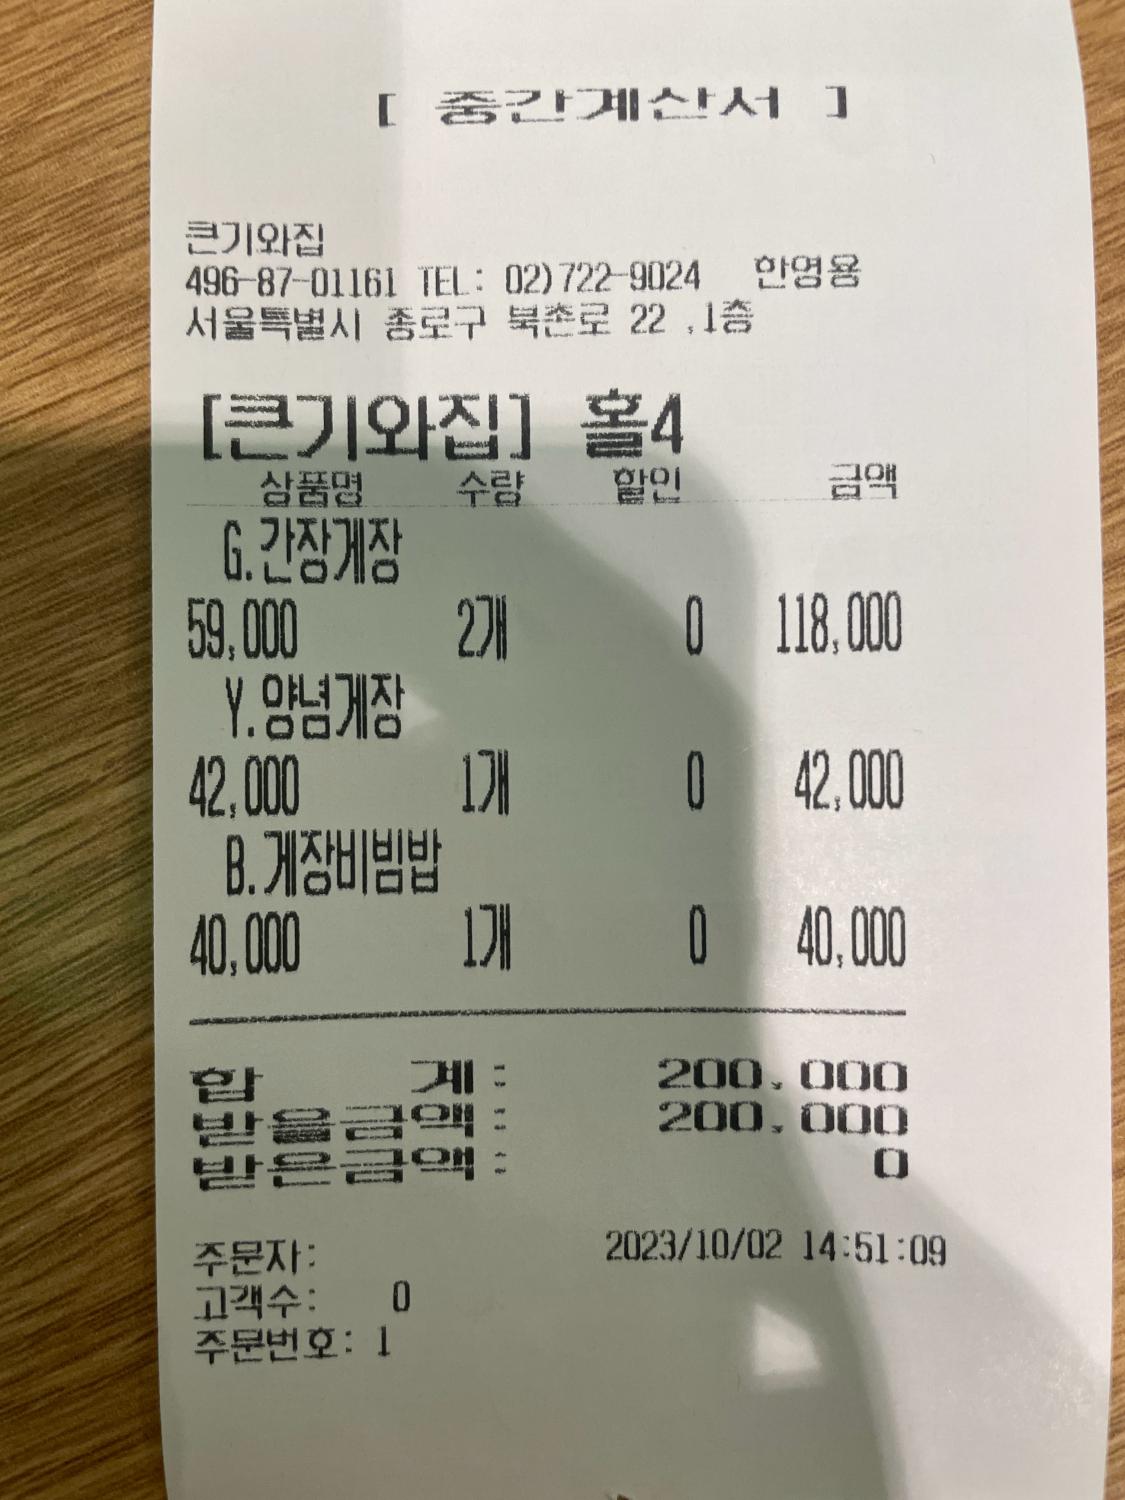 [ 중간계산서 ]
큰기와집
496-87-01161 TEL: 02)722-9024 한영용
서울특별시 종로구 북촌로 22 ,1층
[큰기와집] 홀4
상품명 수량 할인 금액
G.간장게장
59,000 2개 0 118,000
Y.양념게장
42,000 1개 0 42,000
B.게장비빔밥
40,000 1개 0 40,000
합 계: 200,000
받을금액: 200,000
받은금액: 0
주문자: 2023/10/02 14:51:09
고객수: 0
주문번호: 1